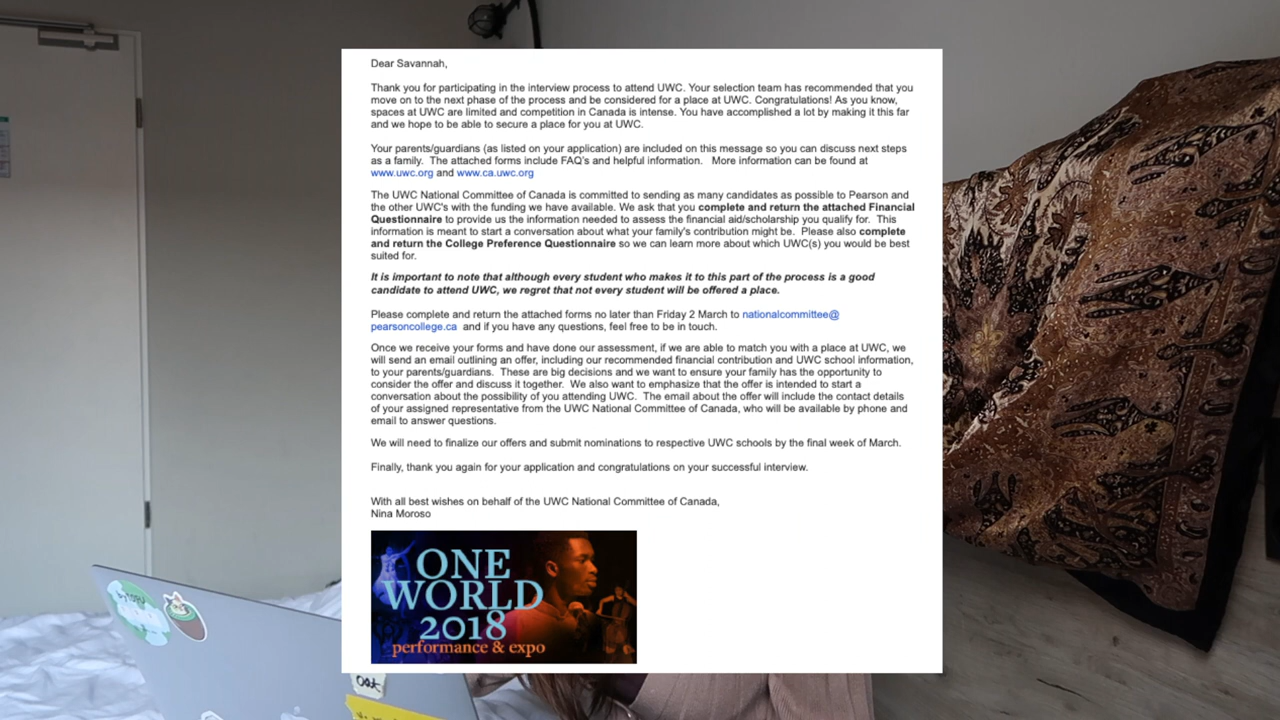 Dear Savannah,
Thank you for participating in the interview process to attend UWC. Your selection team has recommended that you
move on to the next phase of the process and be considered for a place at UWC. Congratulations! As you know,
spaces at UWC are limited and competition in Canada is intense. You have accomplished a lot by making it this far
and we hope to be able to secure a place for you at UWC.
Your parents/guardians (as listed on your application) are included on this message so you can discuss next steps
as a family. The attached forms include FAQ's and helpful information. More information can be found at
www.uwc.org and www.ca.uwc.org
The UWC National Committee of Canada is committed to sending as many candidates as possible to Pearson and
the other UWC's with the funding we have available. We ask that you complete and return the attached Financial
Questionnaire to provide us the information needed to assess the financial aid/scholarship you qualify for. This
information is meant to start a conversation about what your family's contribution might be. Please also complete
and return the College Preference Questionnaire so we can learn more about which UWC(s) you would be best
suited for.
It is important to note that although every student who makes it to this part of the process is a good
candidate to attend UWC, we regret that not every student will be offered a place.
Please complete and return the attached forms no later than Friday 2 March to nationalcommittee@
pearsoncollege.ca and if you have any questions, feel free to be in touch.
Once we receive your forms and have done our assessment, if we are able to match you with a place at UWC, we
will send an email outlining an offer, including our recommended financial contribution and UWC school information,
to your parents/guardians. These are big decisions and we want to ensure your family has the opportunity to
consider the offer and discuss it together. We also want to emphasize that the offer is intended to start a
conversation about the possibility of you attending UWC. The email about the offer will include the contact details
of your assigned representative from the UWC National Committee of Canada, who will be available by phone and
email to answer questions.
We will need to finalize our offers and submit nominations to respective UWC schools by the final week of March.
Finally, thank you again for your application and congratulations on your successful interview.
With all best wishes on behalf of the UWC National Committee of Canada,
Nina Moroso
ONE
WORLD
2018
performance & expo